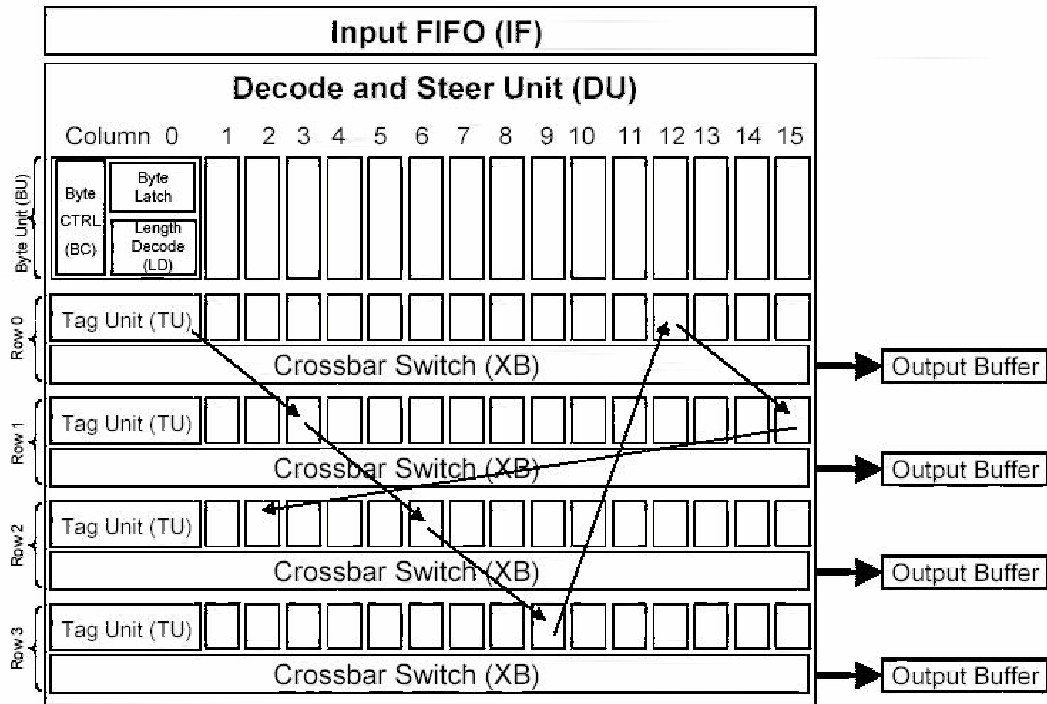 Input FIFO (IF)
Decode and Steer Unit (DU)
Column 0 1 2 3 4 5 6 7 8 9 10 11 12 13 14 15
Byte Unit (BU)
Byte
CTRL
(BC)
Byte
Latch
Length
Decode
(LD)
Row 0
Tag Unit (TU)
Crossbar Switch (XB)
Output Buffer
Row 1
Tag Unit (TU)
Crossbar Switch (XB)
Output Buffer
Row 2
Tag Unit (TU)
Crossbar Switch (XB)
Output Buffer
Row 3
Tag Unit (TU)
Crossbar Switch (XB)
Output Buffer